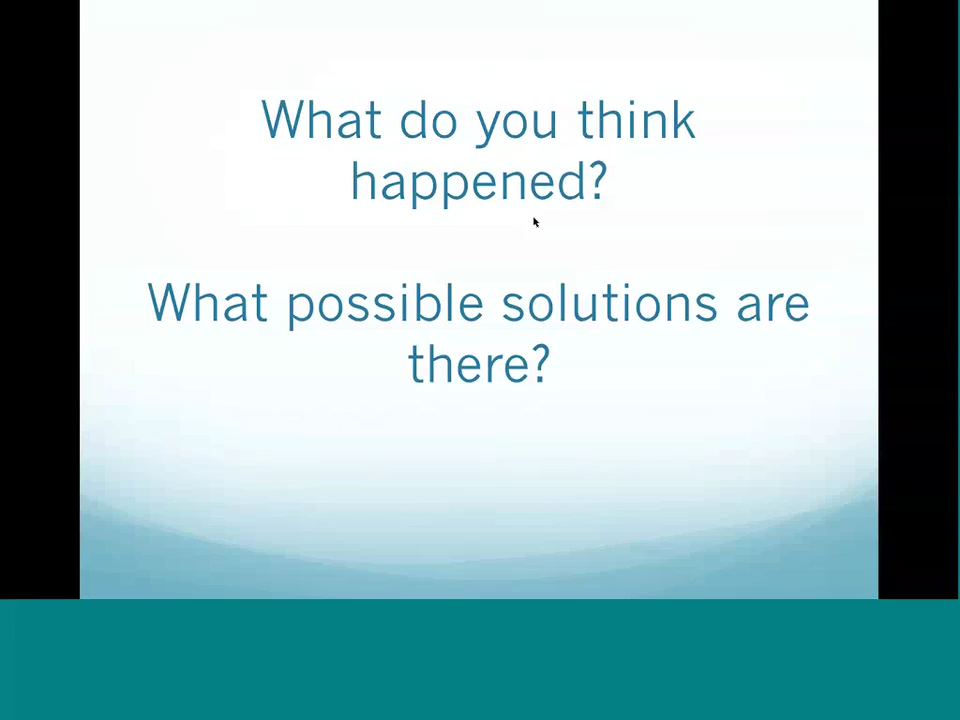 What do you think
happened?
What possible solutions are
there?